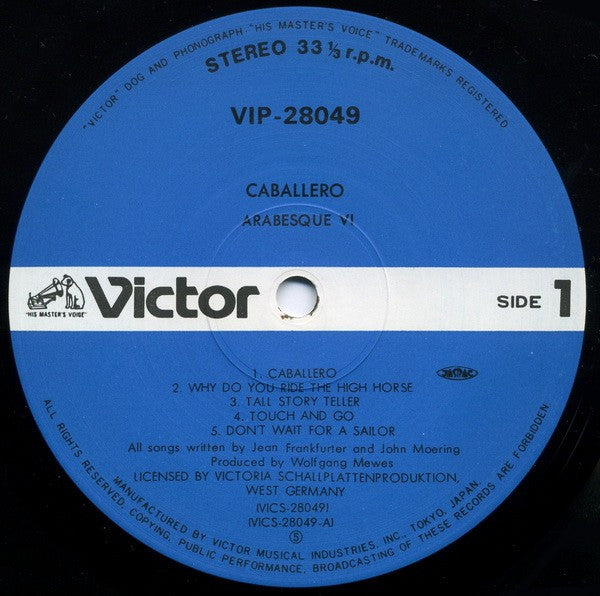 "VICTOR" DOG AND PHONOGRAPH, "HIS MASTER'S VOICE" TRADEMARKS REGISTERED
STEREO 33 1/3 r.p.m.
VIP-28049
CABALLERO
ARABESQUE VI
"HIS MASTER'S VOICE"
Victor
SIDE 1
1. CABALLERO
2. WHY DO YOU RIDE THE HIGH HORSE
3. TALL STORY TELLER
4. TOUCH AND GO
5. DON'T WAIT FOR A SAILOR
JASRAC
All songs written by Jean Frankfurter and John Moering
Produced by Wolfgang Mewes
LICENSED BY VICTORIA SCHALLPLATTENPRODUKTION,
WEST GERMANY
(VICS-28049)
(VICS-28049-A)
Ⓢ
MANUFACTURED BY VICTOR MUSICAL INDUSTRIES, INC., TOKYO, JAPAN
ALL RIGHTS RESERVED. COPYING, PUBLIC PERFORMANCE, BROADCASTING OF THESE RECORDS ARE FORBIDDEN